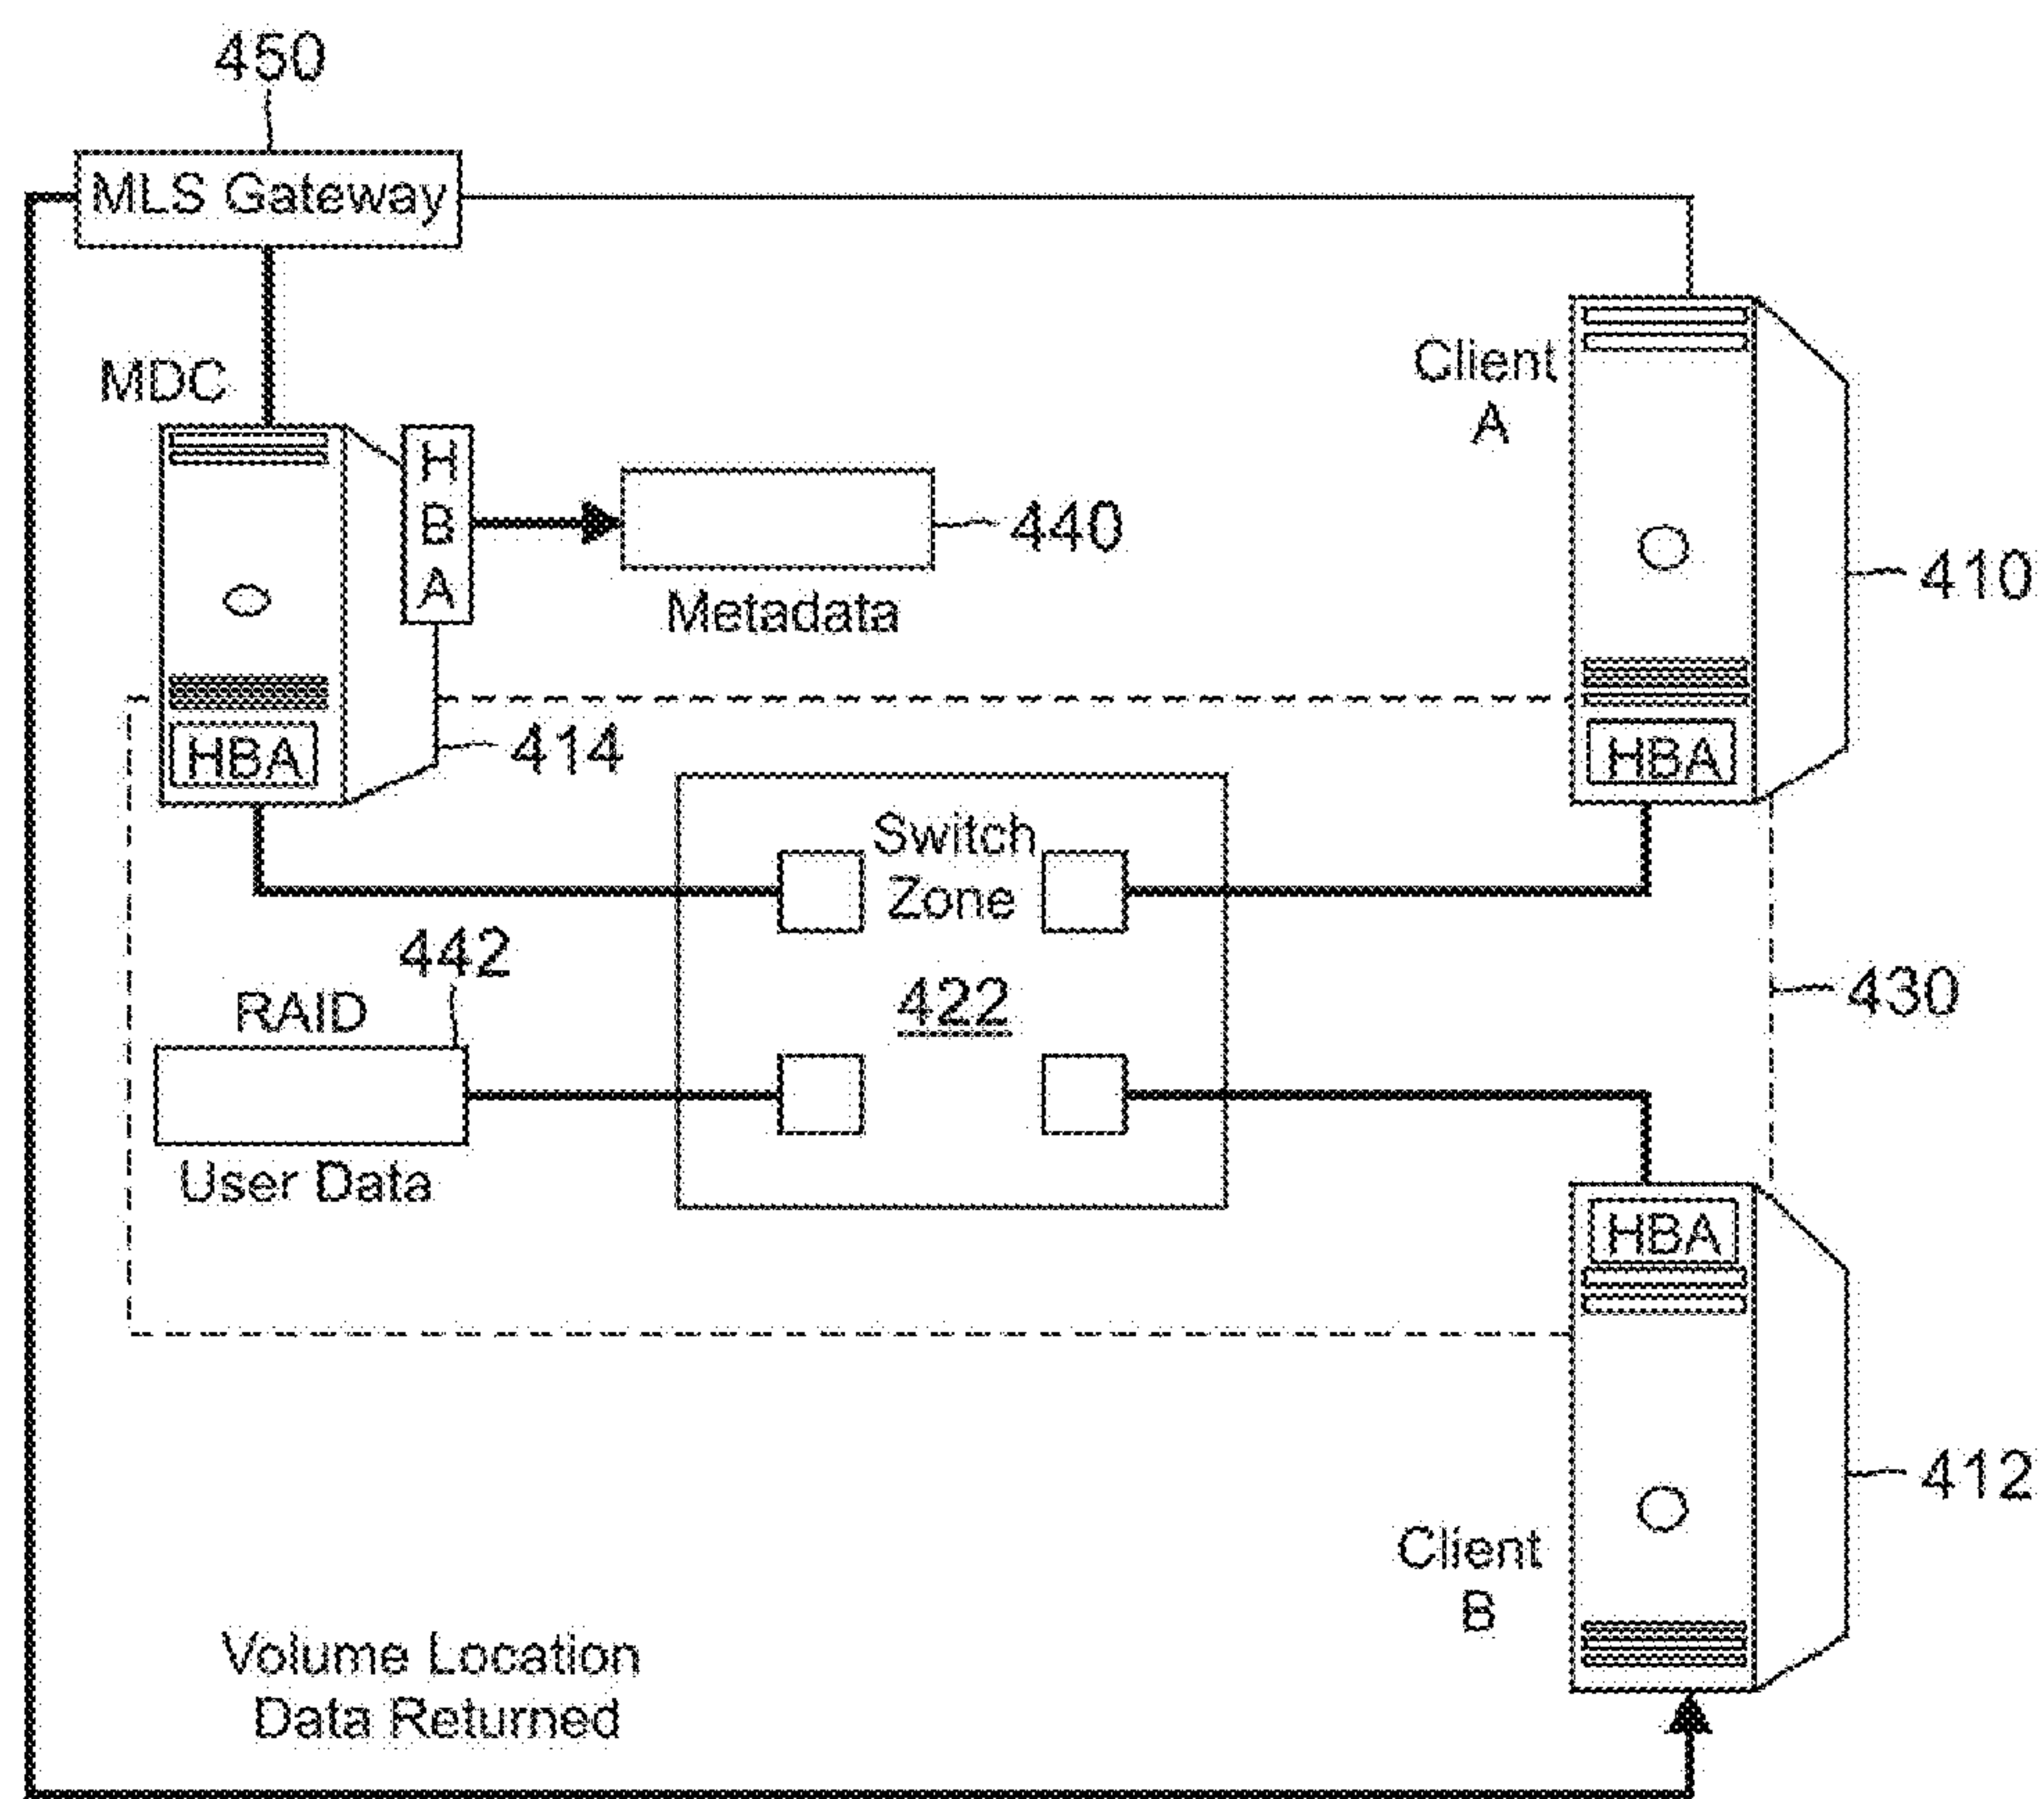 450
MLS Gateway
MDC
Client
A
H
B
A
440
Metadata
410
HBA
414
HBA
Switch
Zone
442
RAID
422
430
User Data
HBA
412
Client
B
Volume Location
Data Returned